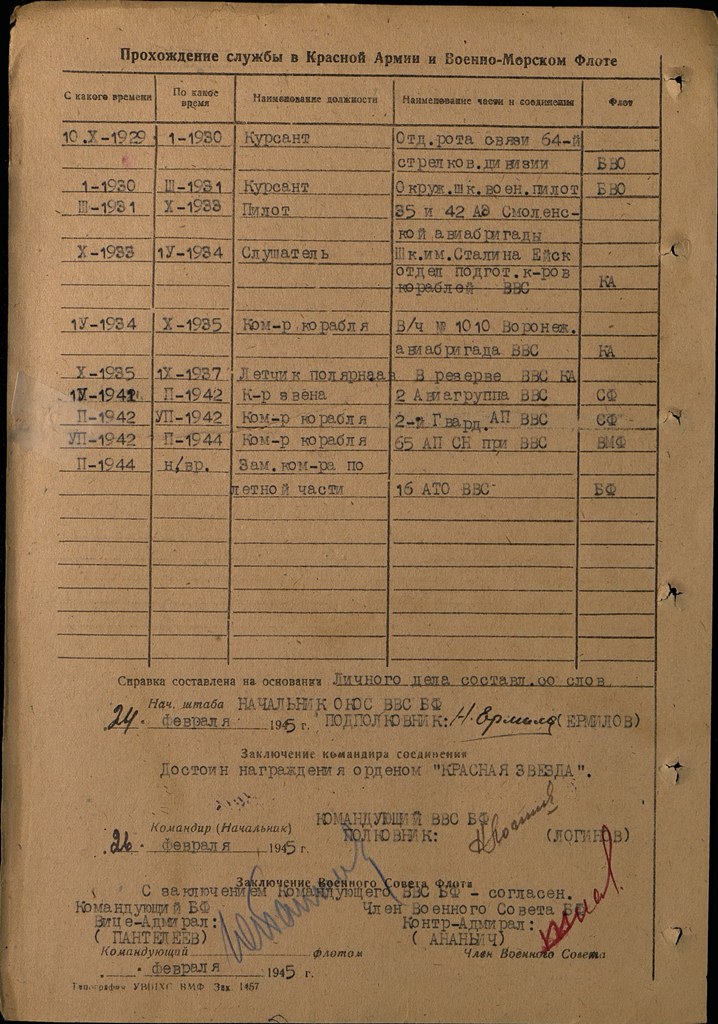 Прохождение службы в Красной Армии и Военно-Морском Флоте
С какого времени По какое время Наименование должности Наименование части и соединения Флот
10.X-1929 1-1930 Курсант Отд.рота связи 64-й
стрелков.дивизии БВО
1-1930 Ш-1931 Курсант Окруж.шк.воен.пилот БВО
Ш-1931 X-1933 Пилот 35 и 42 АЭ Смолен-
ской авиабригады
X-1933 1У-1934 Слушатель Шк.им.Сталина Ейск
отдел подгот.к-ров
кораблей ВВС КА
1У-1934 X-1935 Ком-р корабля В/ч № 1010 Воронеж.
авиабригада ВВС КА
X-1935 1X-1937 Летчик полярнаав В резерве ВВС КА
1У-1941 П-1942 К-р звена 2 Авиагруппа ВВС СФ
П-1942 УП-1942 Ком-р корабля 2-й Гвард.АП ВВС СФ
УП-1942 П-1944 Ком-р корабля 65 АП СН при ВВС ВМФ
П-1944 н/вр. Зам.ком-ра по
летной части 16 АТО ВВС БФ
Справка составлена на основании Личного дела составл.со слов
Нач. штаба НАЧАЛЬНИК ОКОС ВВС БФ
24. февраля 1945 г. ПОДПОЛКОВНИК: Н.Ермилов (ЕРМИЛОВ)
Заключение командира соединения
Достоин награждения орденом "КРАСНАЯ ЗВЕЗДА".
КОМАНДУЮЩИЙ ВВС БФ
Командир (Начальник) ПОЛКОВНИК: (ЛОГИНОВ)
26. февраля 1945 г.
Заключение Военного Совета Флота
С заключением Командующего ВВС БФ - согласен.
Командующий БФ Член Военного Совета БФ
Вице-Адмирал: Контр-Адмирал:
( ПАНТЕЛЕЕВ) ( АНАНЬИЧ)
Командующий флотом Член Военного Совета
. февраля 1945 г.
Типография УВИИХС ВМФ Зак. 1467